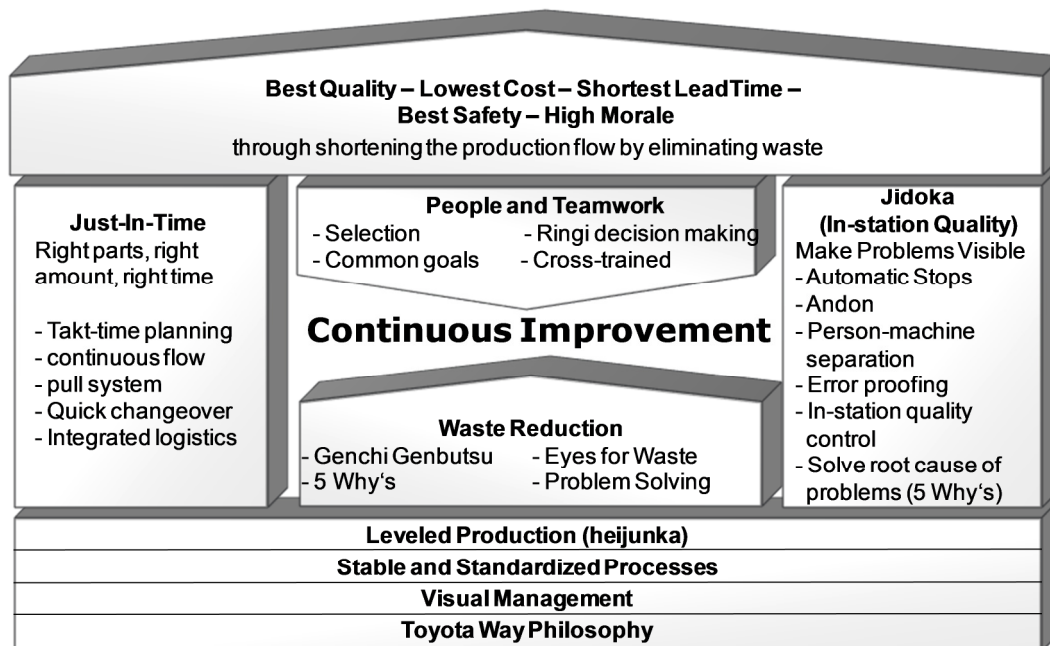 Best Quality – Lowest Cost – Shortest LeadTime –
Best Safety – High Morale
through shortening the production flow by eliminating waste
Just-In-Time
Right parts, right
amount, right time
- Takt-time planning
- continuous flow
- pull system
- Quick changeover
- Integrated logistics
People and Teamwork
- Selection
- Common goals
- Ringi decision making
- Cross-trained
Continuous Improvement
Waste Reduction
- Genchi Genbutsu
- 5 Why‘s
- Eyes for Waste
- Problem Solving
Jidoka
(In-station Quality)
Make Problems Visible
- Automatic Stops
- Andon
- Person-machine
separation
- Error proofing
- In-station quality
control
- Solve root cause of
problems (5 Why‘s)
Leveled Production (heijunka)
Stable and Standardized Processes
Visual Management
Toyota Way Philosophy